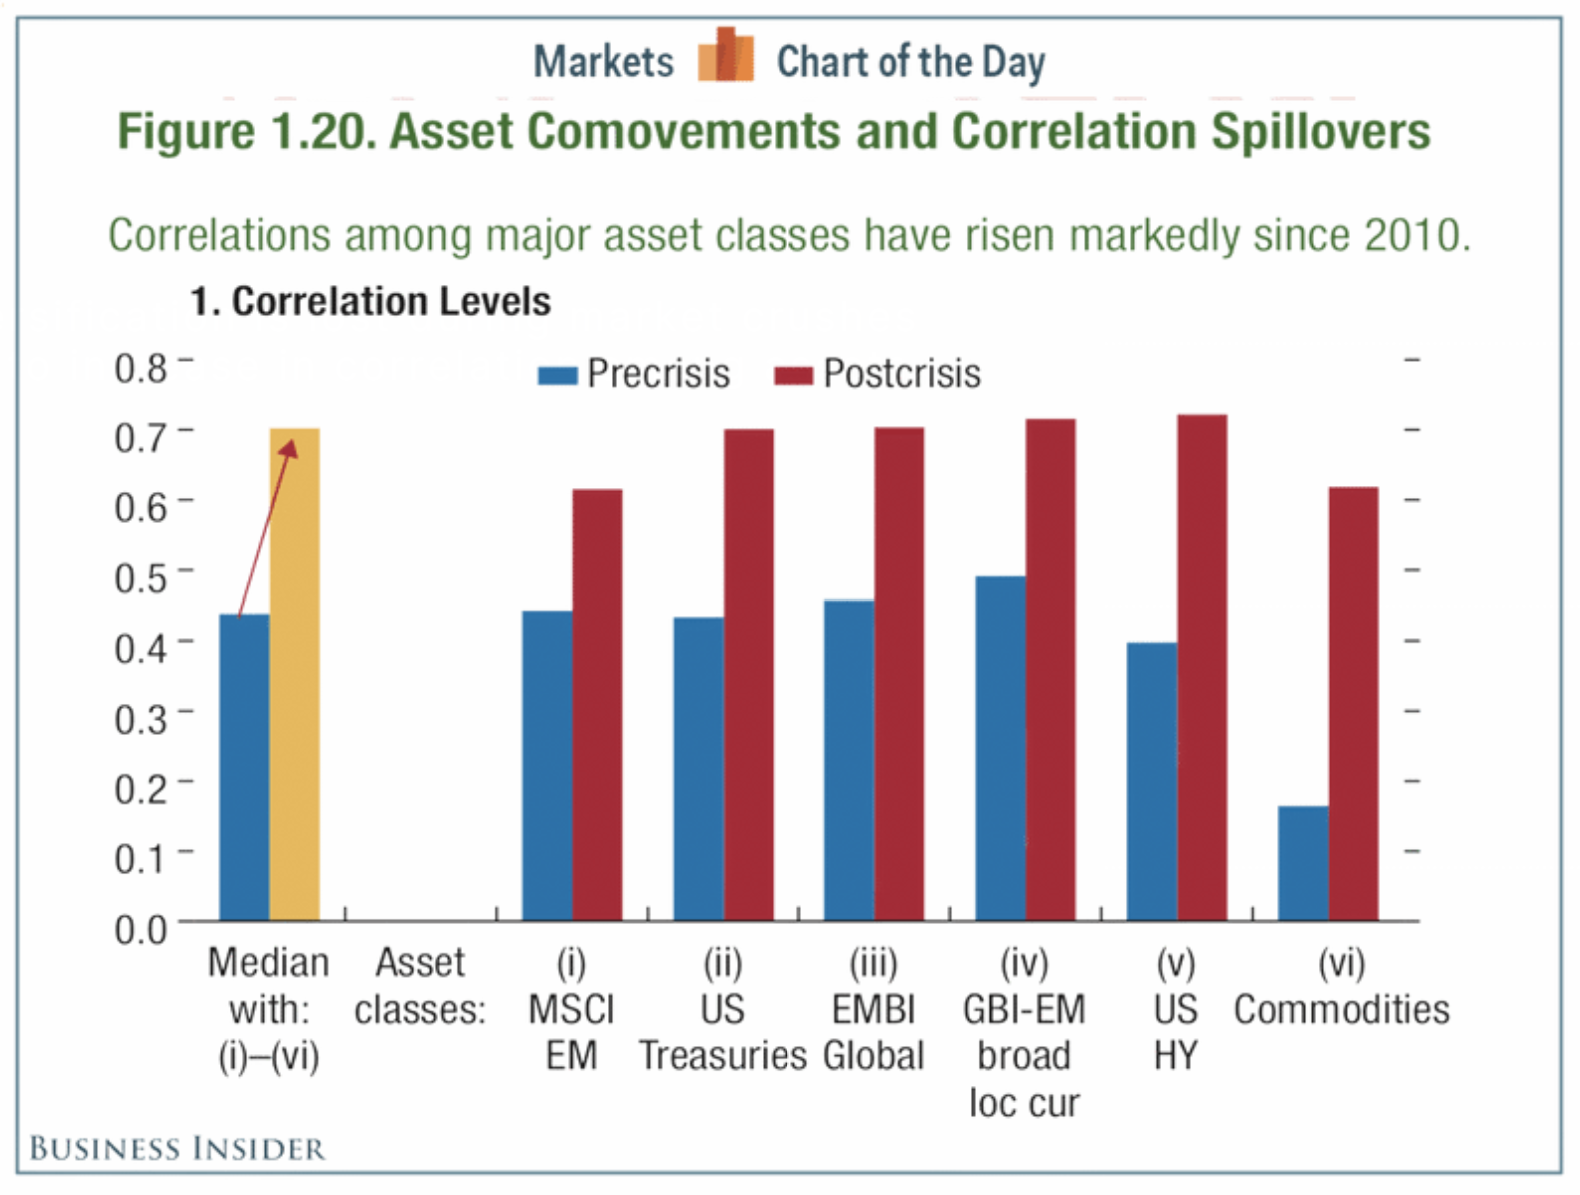 Markets Chart of the Day
Figure 1.20. Asset Comovements and Correlation Spillovers
Correlations among major asset classes have risen markedly since 2010.
1. Correlation Levels
Precrisis Postcrisis
0.8
0.7
0.6
0.5
0.4
0.3
0.2
0.1
0.0
Median
with:
(i)–(vi)
Asset
classes:
(i)
MSCI
EM
(ii)
US
Treasuries
(iii)
EMBI
Global
(iv)
GBI-EM
broad
loc cur
(v)
US
HY
(vi)
Commodities
BUSINESS INSIDER